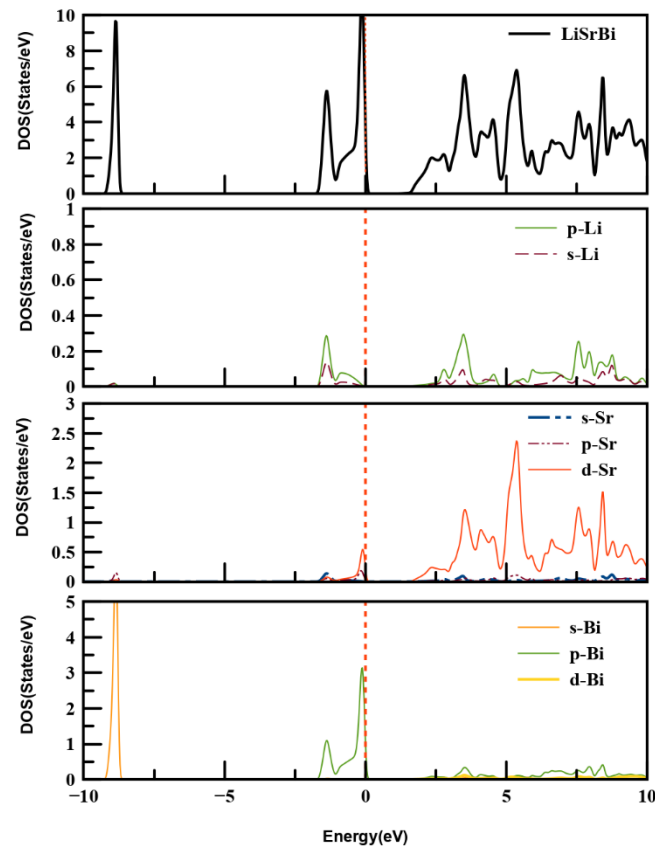 10
8
6
4
2
0
DOS(States/eV)
LiSrBi
1
0.8
0.6
0.4
0.2
0
DOS(States/eV)
p-Li
s-Li
3
2.5
2
1.5
1
0.5
0
DOS(States/eV)
s-Sr
p-Sr
d-Sr
5
4
3
2
1
0
DOS(States/eV)
s-Bi
p-Bi
d-Bi
−10 −5 0 5 10
Energy(eV)